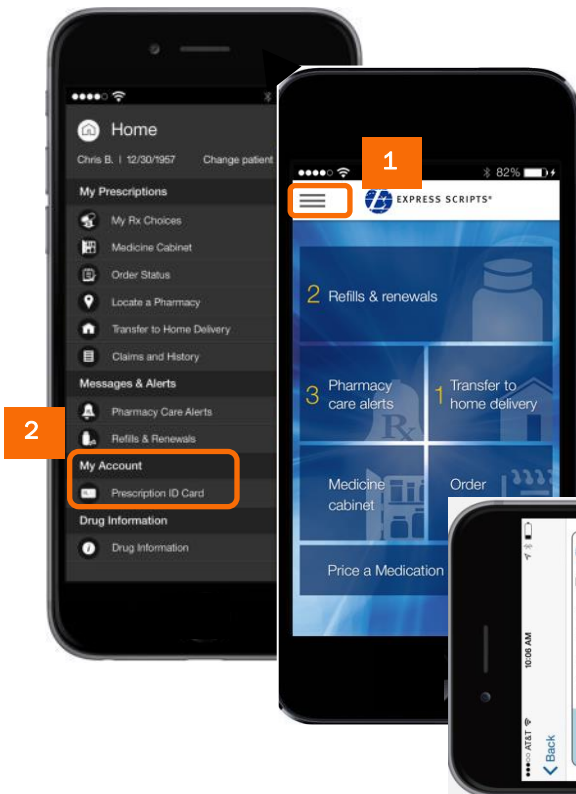 Home
Chris B. | 12/30/1957 Change patient
My Prescriptions
My Rx Choices
Medicine Cabinet
Order Status
Locate a Pharmacy
Transfer to Home Delivery
Claims and History
Messages & Alerts
Pharmacy Care Alerts
Refills & Renewals
2
My Account
Prescription ID Card
Drug Information
Drug Information
1
82%
EXPRESS SCRIPTS®
2 Refills & renewals
3 Pharmacy
care alerts
Rx
1 Transfer to
home delivery
Medicine
cabinet
Order
Price a Medication
AT&T 10:06 AM
Back